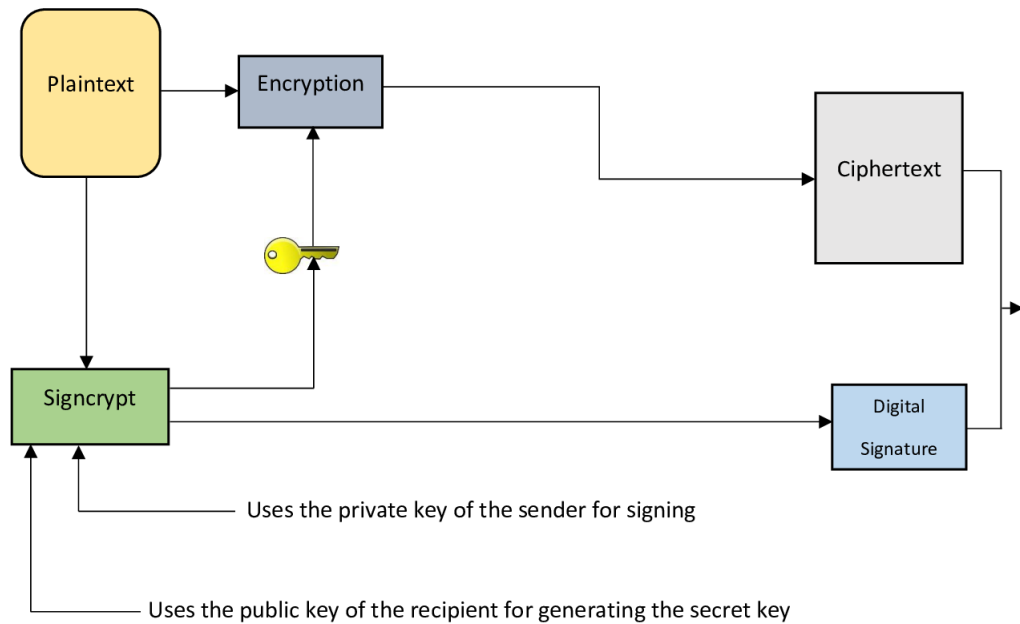 Plaintext
Encryption
Ciphertext
Signcrypt
Digital
Signature
Uses the private key of the sender for signing
Uses the public key of the recipient for generating the secret key